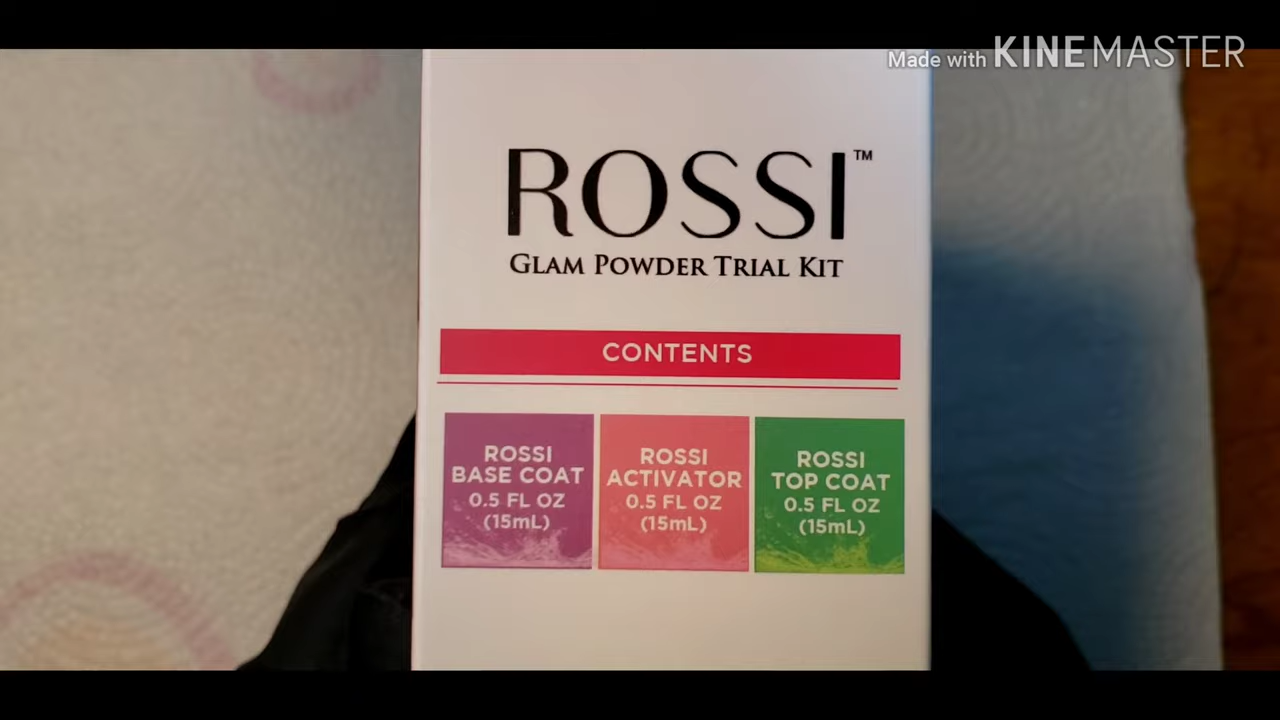 Made with KINEMASTER
ROSSI™
GLAM POWDER TRIAL KIT
CONTENTS
ROSSI
BASE COAT
0.5 FL OZ
(15mL)
ROSSI
ACTIVATOR
0.5 FL OZ
(15mL)
ROSSI
TOP COAT
0.5 FL OZ
(15mL)